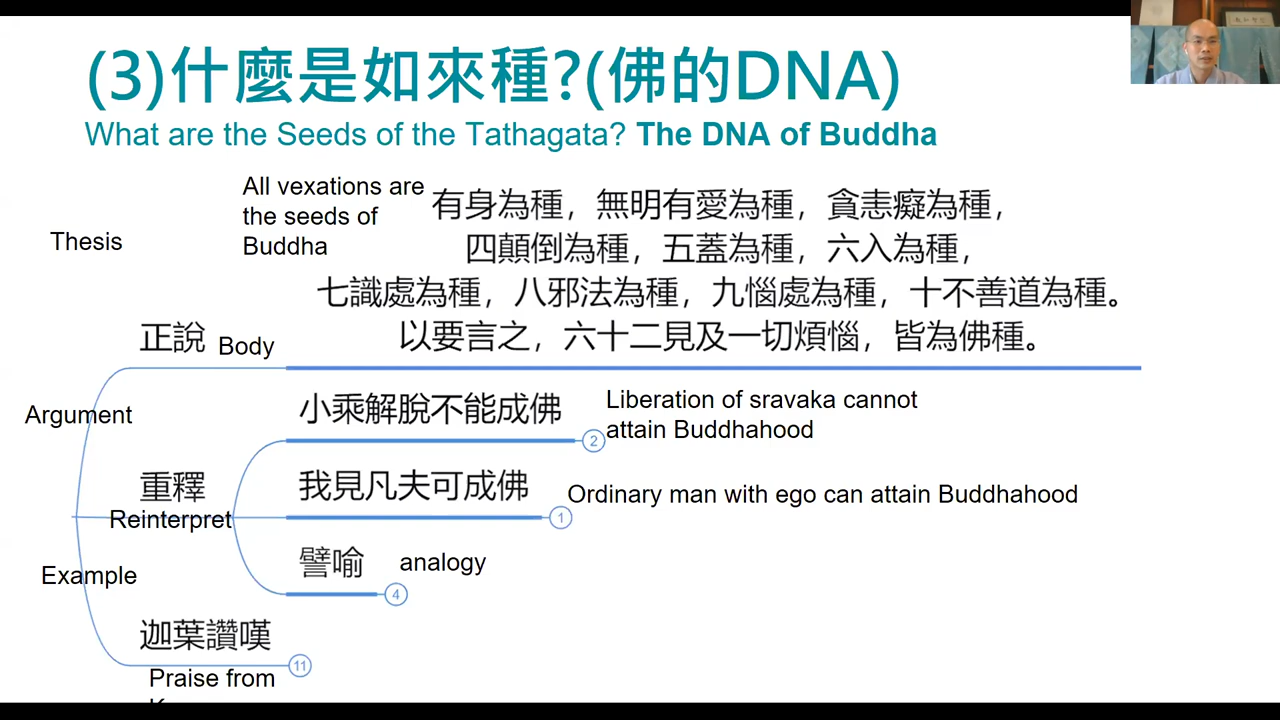 (3)什麼是如來種?(佛的DNA)
What are the Seeds of the Tathagata? The DNA of Buddha
All vexations are
the seeds of
Buddha
Thesis
有身為種，無明有愛為種，貪恚癡為種，
四顛倒為種，五蓋為種，六入為種，
七識處為種，八邪法為種，九惱處為種，十不善道為種。
以要言之，六十二見及一切煩惱，皆為佛種。
正說 Body
Argument
小乘解脫不能成佛
2
Liberation of sravaka cannot
attain Buddhahood
重釋
Reinterpret
我見凡夫可成佛
1
Ordinary man with ego can attain Buddhahood
譬喻
analogy
4
Example
迦葉讚嘆
11
Praise from